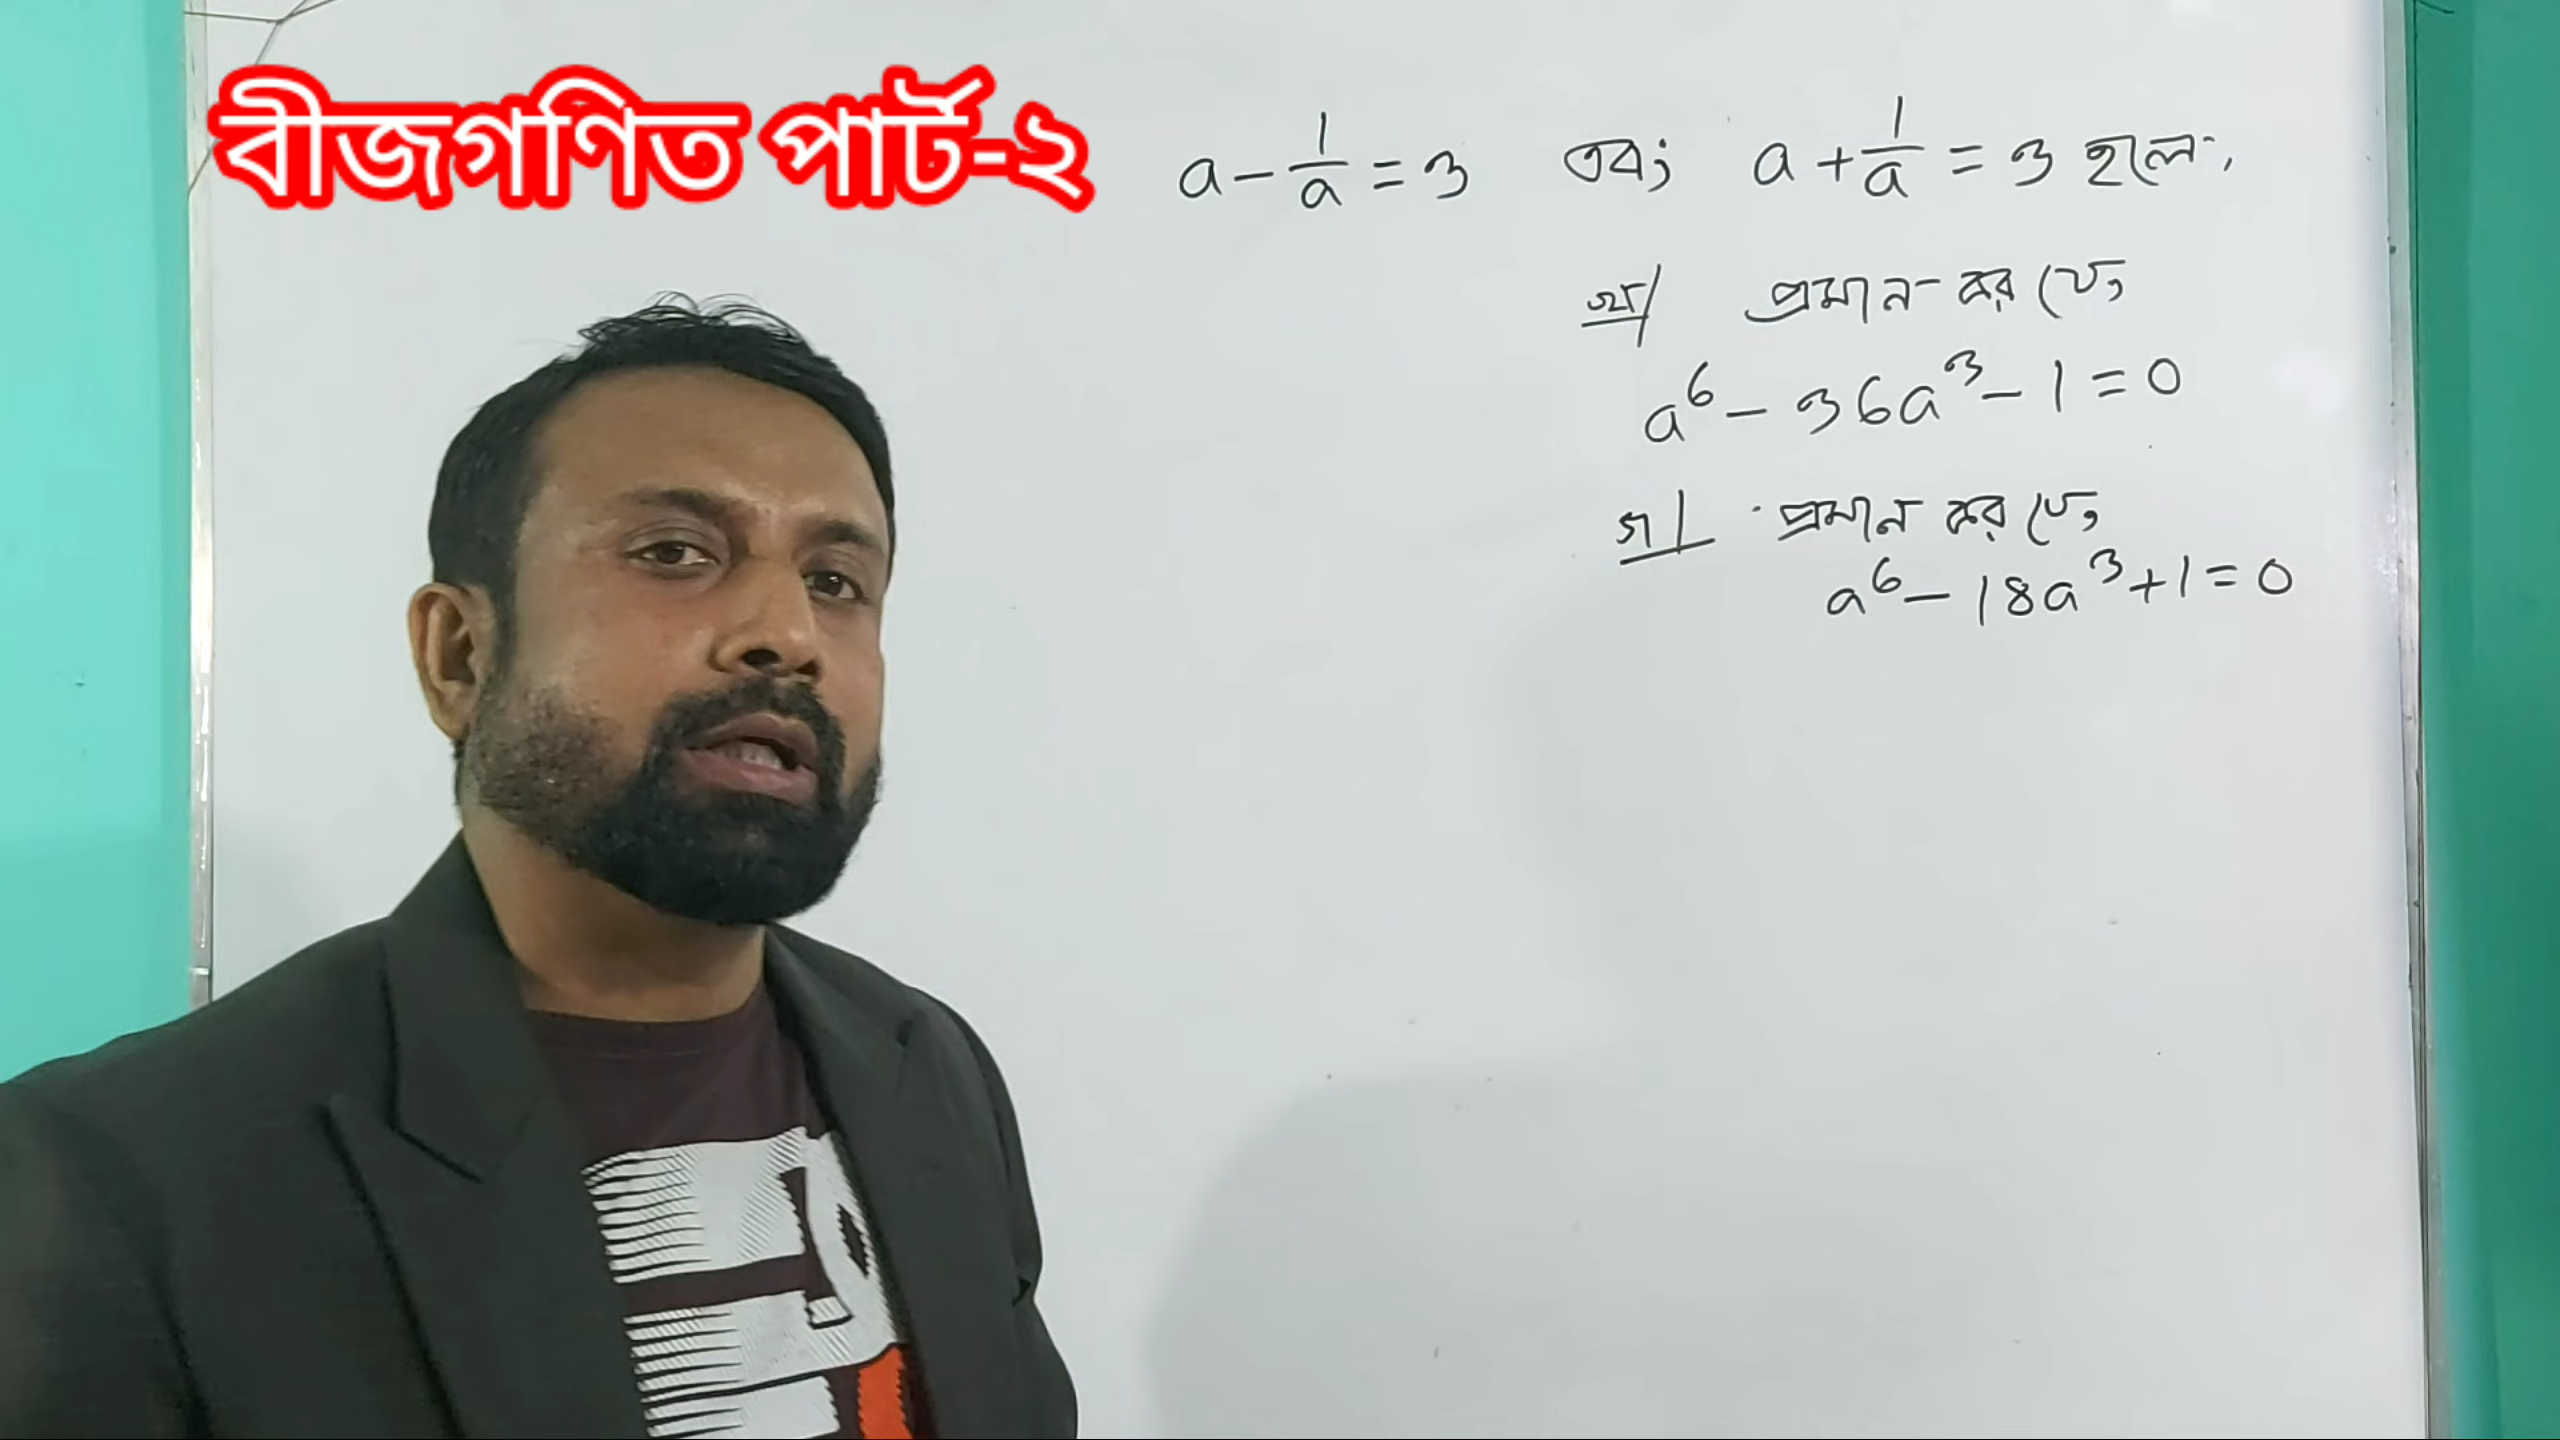 বীজগণিত পার্ট-২
a - 1/a = 3 এবং a + 1/a = 3 হলে,
খ/ প্রমান কর যে,
a⁶ - 36a³ - 1 = 0
গ/ প্রমান কর যে,
a⁶ - 18a³ + 1 = 0